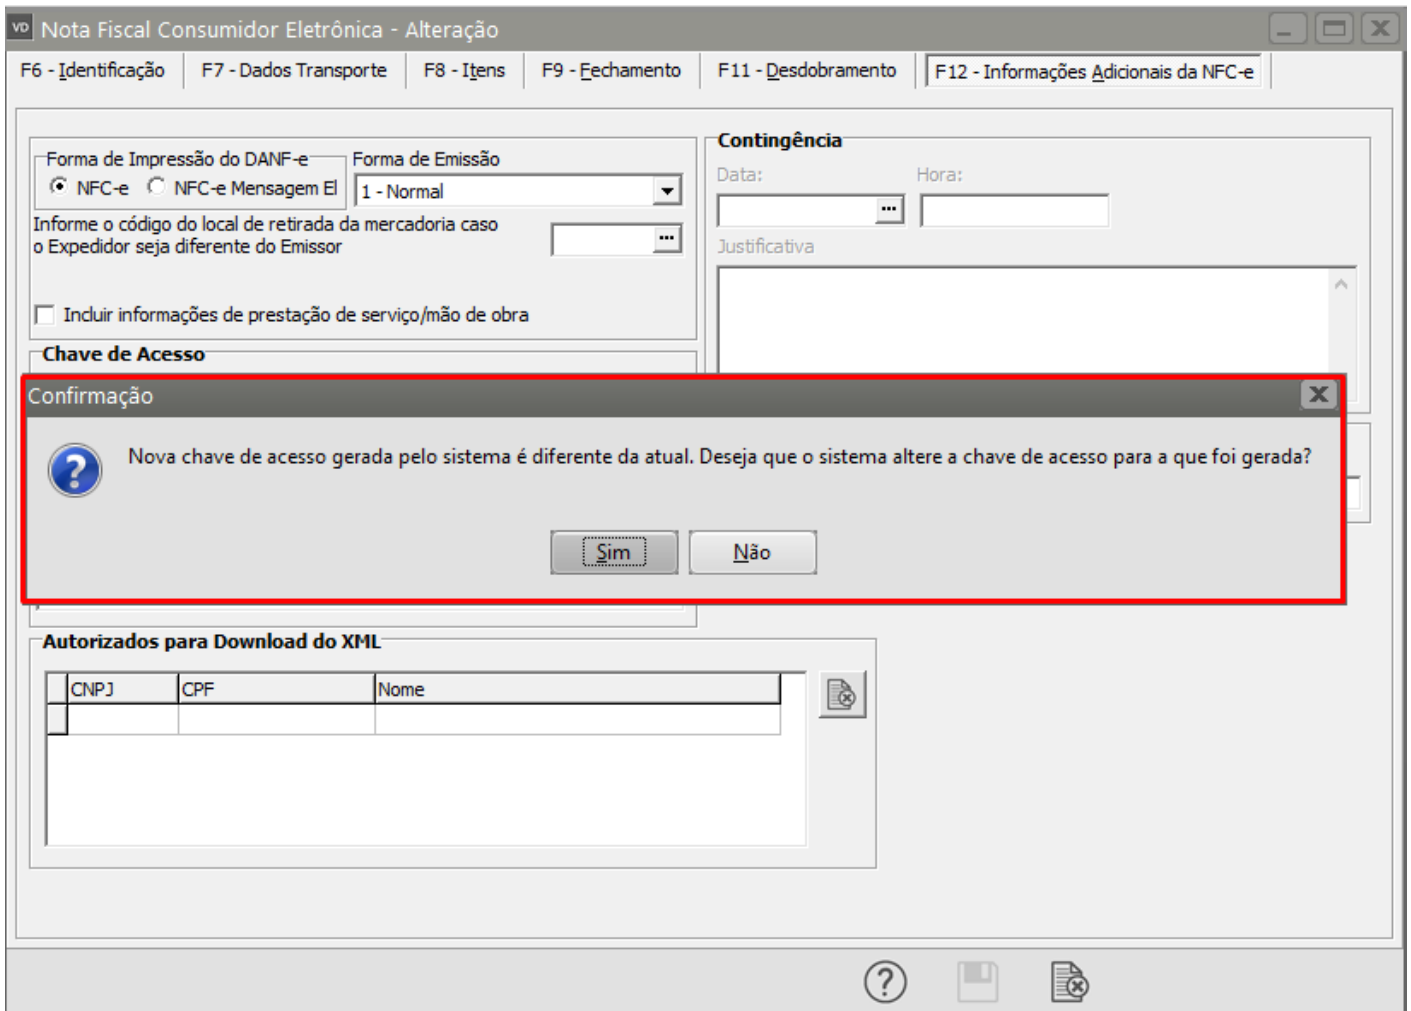 VD Nota Fiscal Consumidor Eletrônica - Alteração
F6 - Identificação F7 - Dados Transporte F8 - Itens F9 - Fechamento F11 - Desdobramento F12 - Informações Adicionais da NFC-e
Forma de Impressão do DANF-e
NFC-e NFC-e Mensagem El
Forma de Emissão
1 - Normal
Informe o código do local de retirada da mercadoria caso
o Expedidor seja diferente do Emissor
...
Incluir informações de prestação de serviço/mão de obra
Contingência
Data: Hora:
...
Justificativa
Chave de Acesso
Confirmação
Nova chave de acesso gerada pelo sistema é diferente da atual. Deseja que o sistema altere a chave de acesso para a que foi gerada?
Sim Não
Autorizados para Download do XML
CNPJ CPF Nome